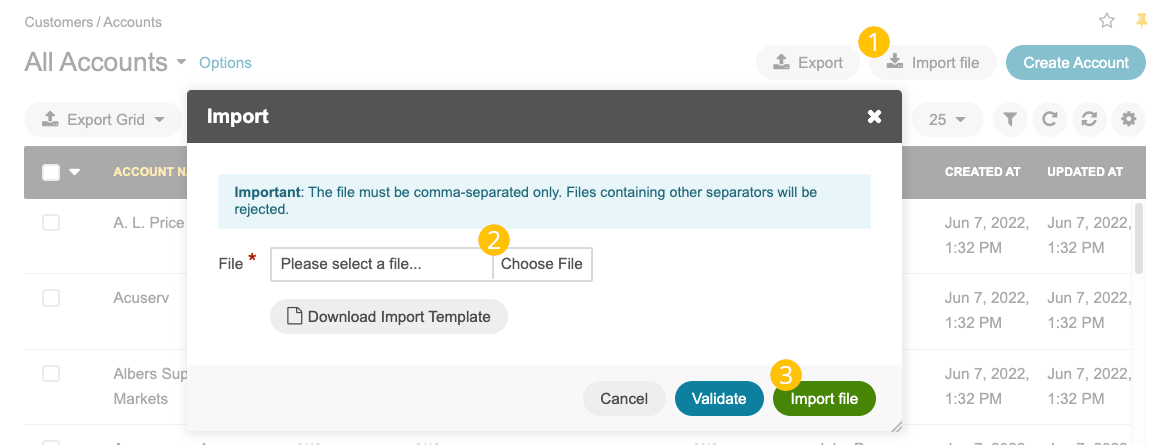 Customers / Accounts
All Accounts Options
1
Export Import file Create Account
Export Grid 25
Import
ACCOUNT N CREATED AT UPDATED AT
Important: The file must be comma-separated only. Files containing other separators will be
rejected.
A. L. Price Jun 7, 2022, Jun 7, 2022,
1:32 PM 1:32 PM
2
File * Please select a file... Choose File
Acuserv Jun 7, 2022, Jun 7, 2022,
1:32 PM 1:32 PM
Download Import Template
Albers Sup Jun 7, 2022, Jun 7, 2022,
Markets 1:32 PM 1:32 PM
3
Cancel Validate Import file